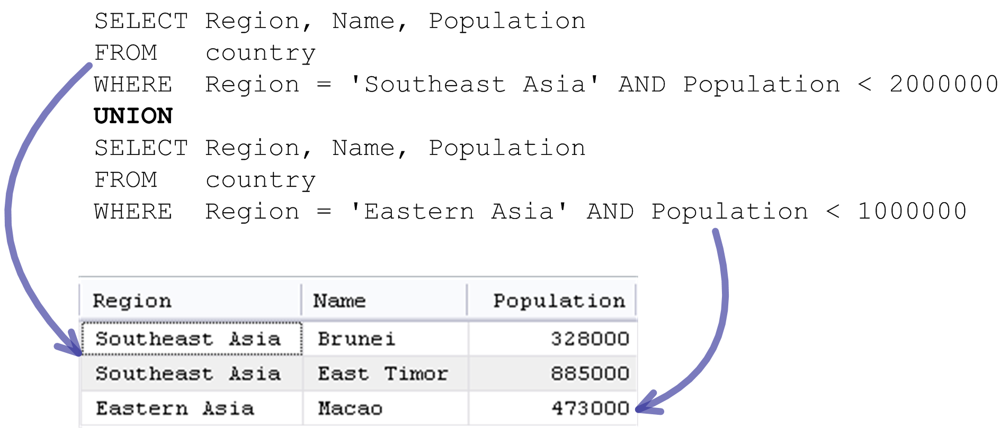 SELECT Region, Name, Population
FROM   country
WHERE  Region = 'Southeast Asia' AND Population < 2000000
UNION
SELECT Region, Name, Population
FROM   country
WHERE  Region = 'Eastern Asia' AND Population < 1000000
Region Name Population
Southeast Asia Brunei 328000
Southeast Asia East Timor 885000
Eastern Asia Macao 473000